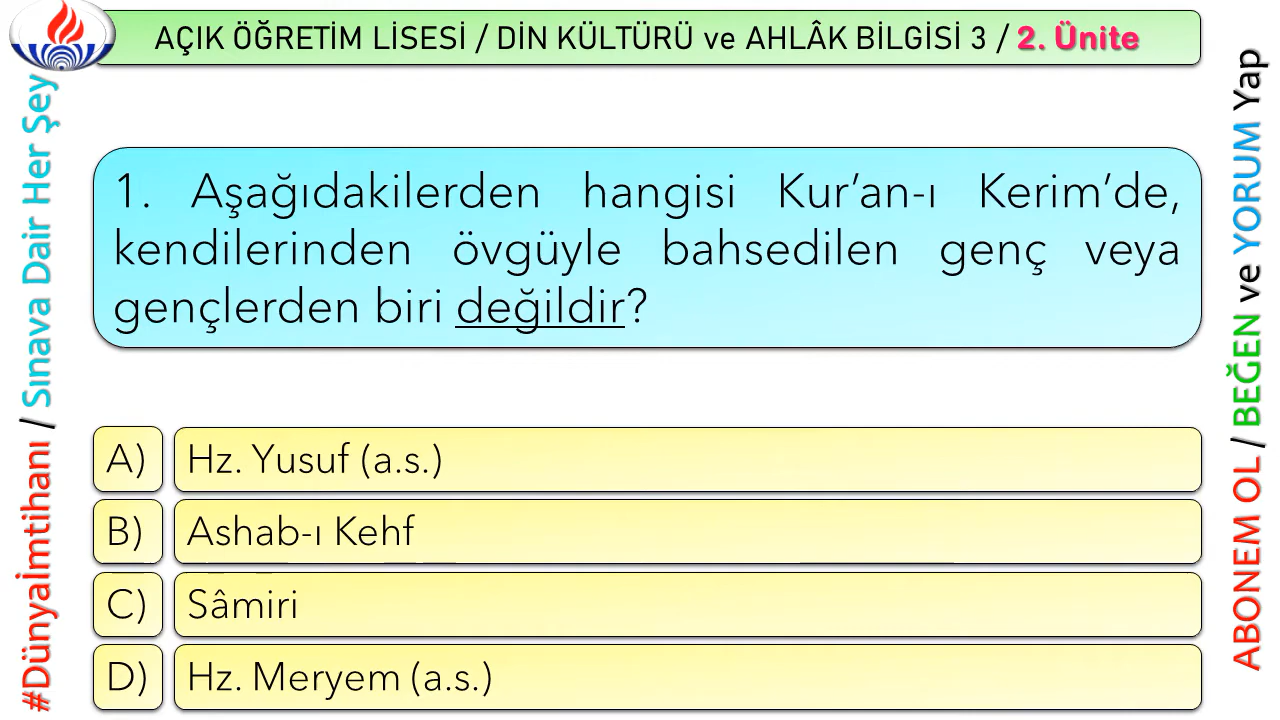 AÇIK ÖĞRETİM LİSESİ / DİN KÜLTÜRÜ ve AHLÂK BİLGİSİ 3 / 2. Ünite
#Dünyaİmtihanı / Sınava Dair Her Şey
1. Aşağıdakilerden hangisi Kur’an-ı Kerim’de,
kendilerinden övgüyle bahsedilen genç veya
gençlerden biri değildir?
A) Hz. Yusuf (a.s.)
B) Ashab-ı Kehf
C) Sâmiri
D) Hz. Meryem (a.s.)
ABONEM OL / BEĞEN ve YORUM Yap